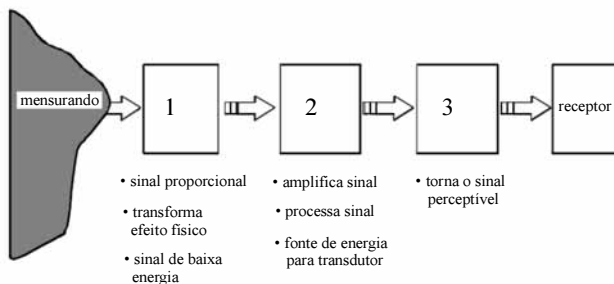 mensurando
1
2
3
receptor
• sinal proporcional
• transforma
efeito físico
• sinal de baixa
energia
• amplifica sinal
• processa sinal
• fonte de energia
para transdutor
• torna o sinal
perceptível